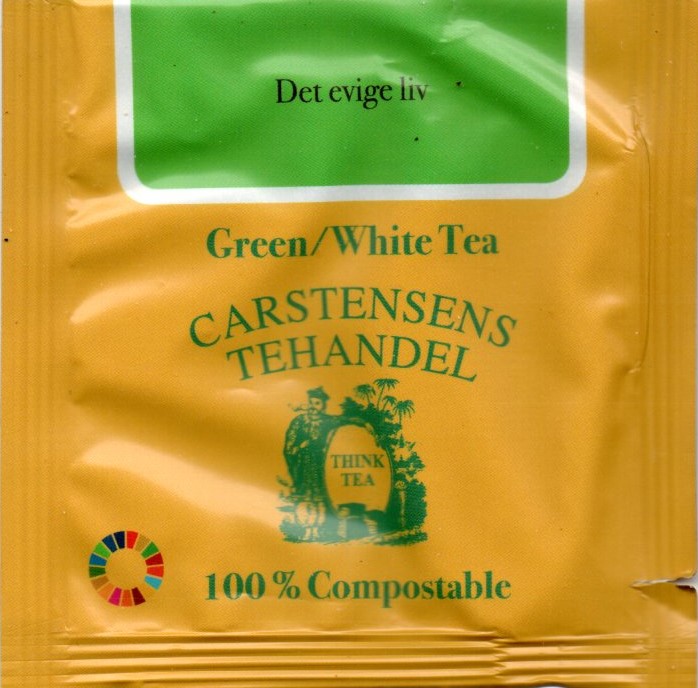 Det evige liv
Green/White Tea
CARSTENSENS
TEHANDEL
THINK
TEA
100 % Compostable